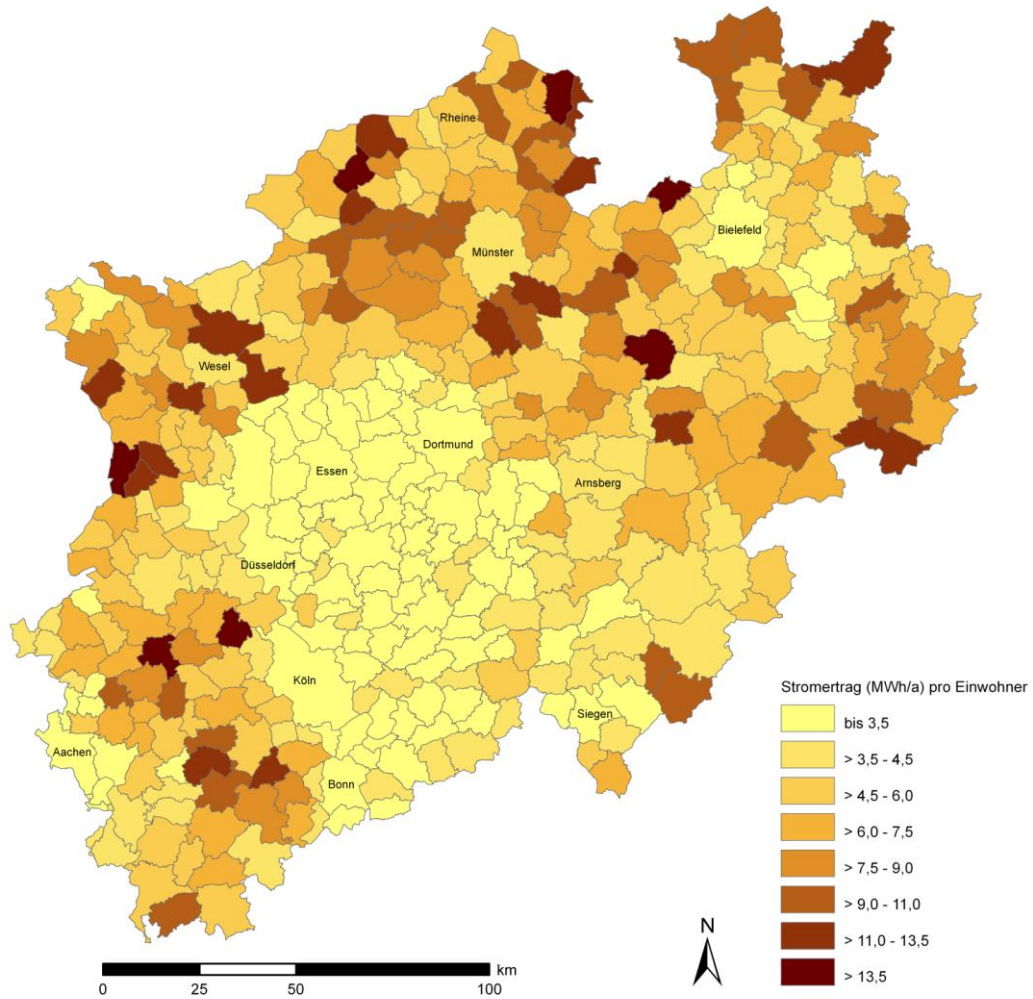 Rheine
Bielefeld
Münster
Wesel
Dortmund
Essen
Arnsberg
Düsseldorf
Köln
Siegen
Aachen
Bonn
Stromertrag (MWh/a) pro Einwohner
bis 3,5
> 3,5 - 4,5
> 4,5 - 6,0
> 6,0 - 7,5
> 7,5 - 9,0
> 9,0 - 11,0
> 11,0 - 13,5
> 13,5
N
km
0 25 50 100